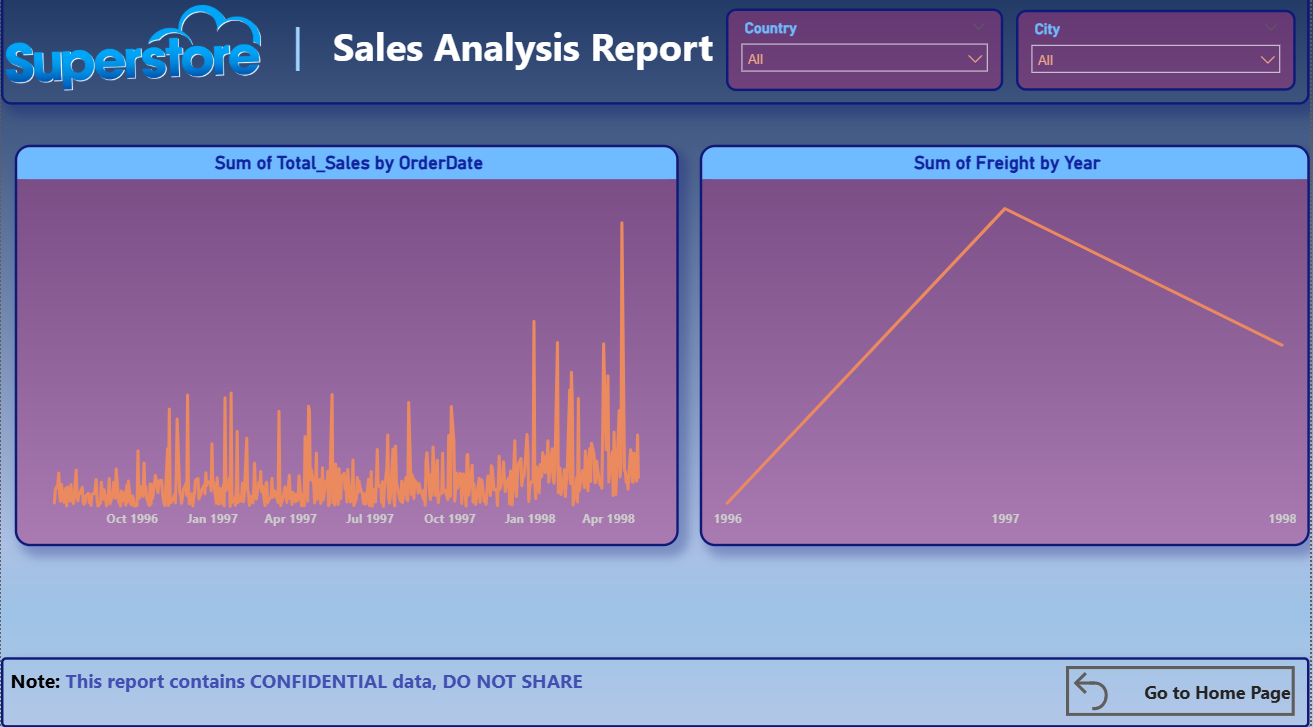 Superstore
Sales Analysis Report
Country
All
City
All
Sum of Total_Sales by OrderDate
Oct 1996 Jan 1997 Apr 1997 Jul 1997 Oct 1997 Jan 1998 Apr 1998
Sum of Freight by Year
1996 1997 1998
Note: This report contains CONFIDENTIAL data, DO NOT SHARE
Go to Home Page